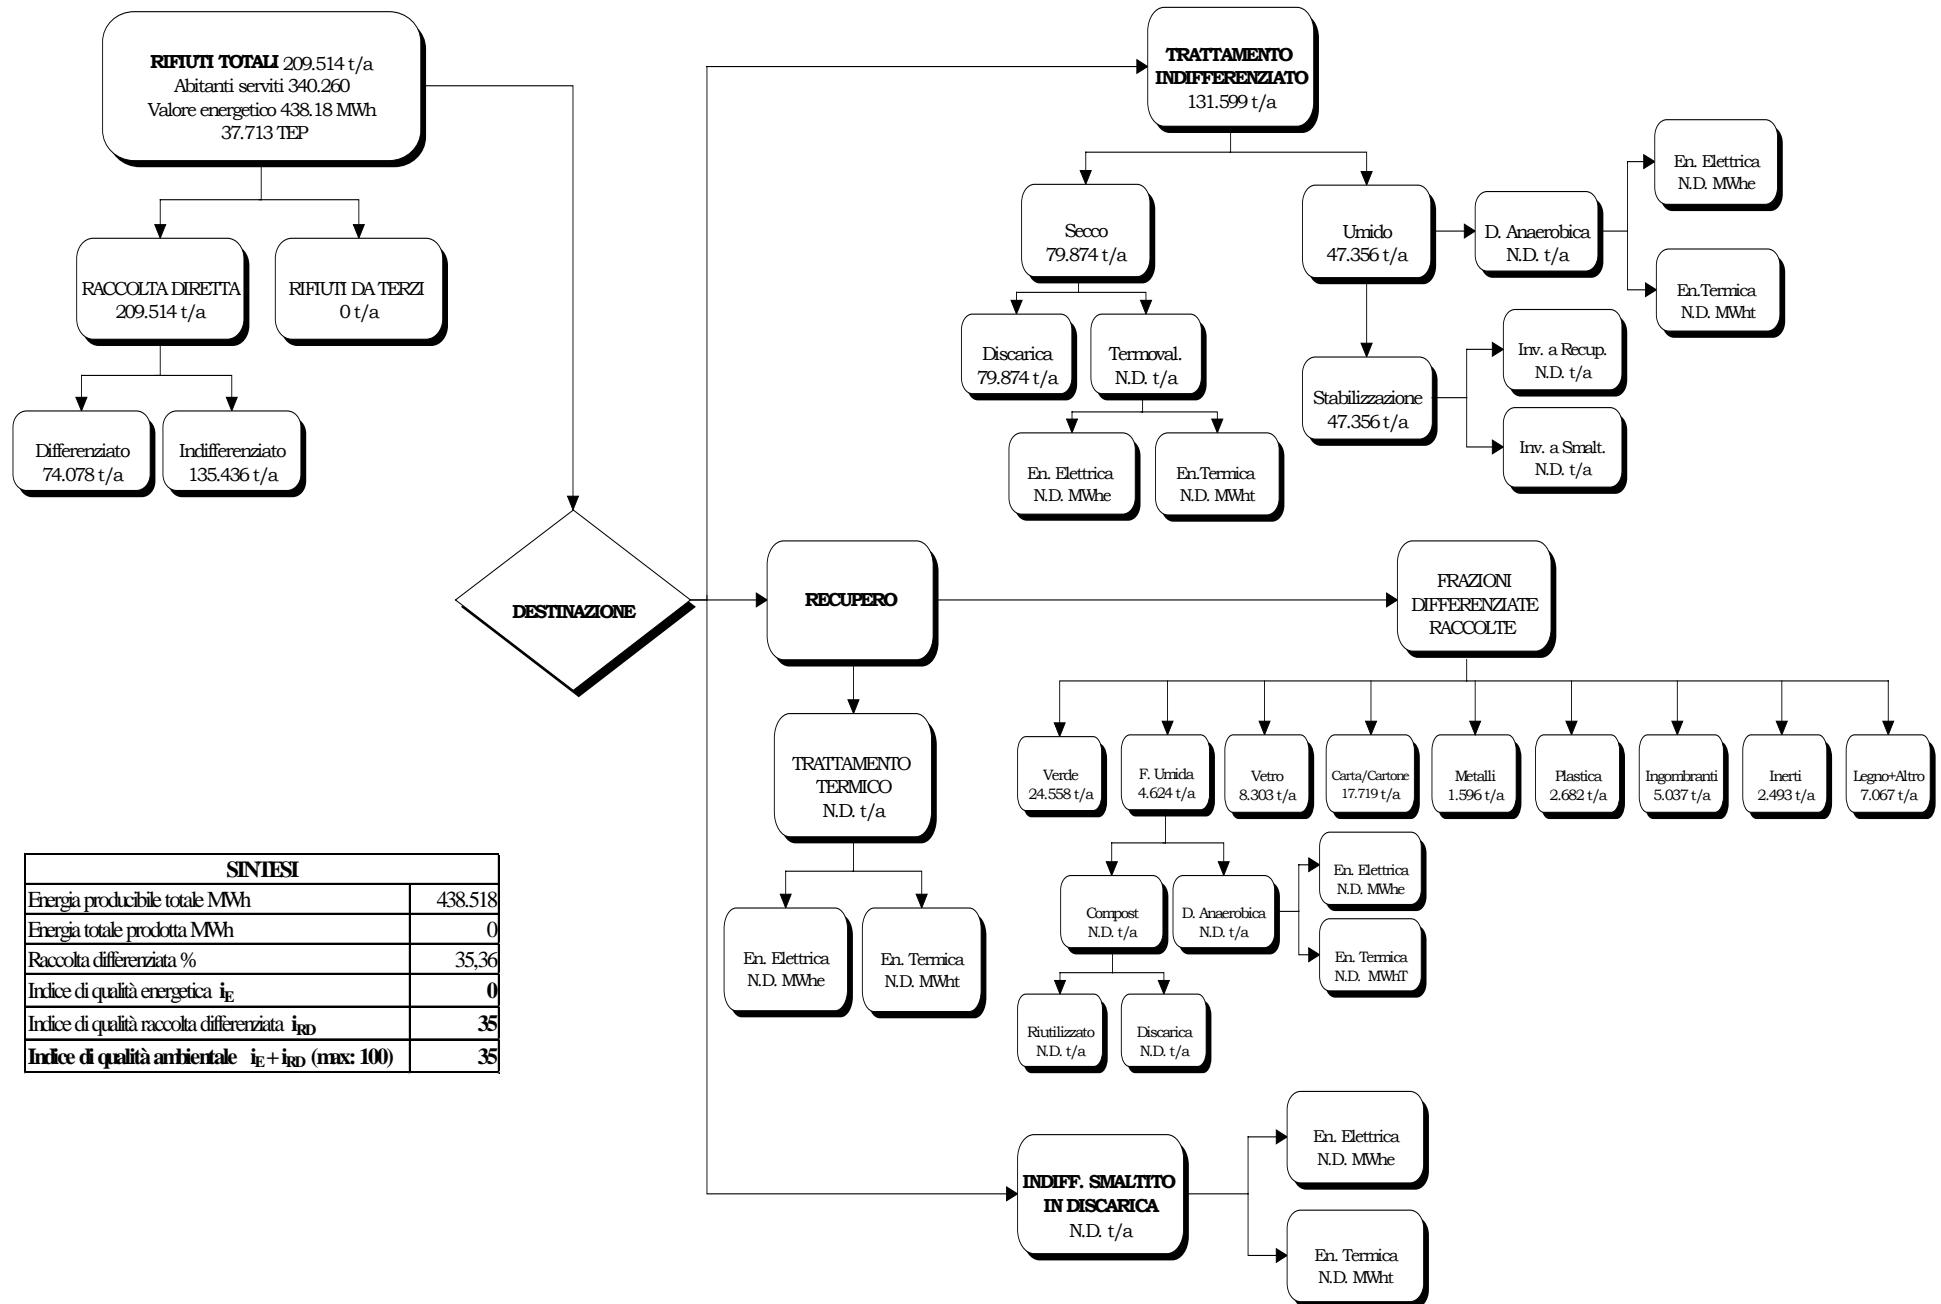 RIFIUTI TOTALI 209.514 t/a
Abitanti serviti 340.260
Valore energetico 438.18 MWh
37.713 TEP
RACCOLTA DIRETTA
209.514 t/a
RIFIUTI DA TERZI
0 t/a
Differenziato
74.078 t/a
Indifferenziato
135.436 t/a
DESTINAZIONE
TRATTAMENTO
INDIFFERENZIATO
131.599 t/a
Secco
79.874 t/a
Umido
47.356 t/a
D. Anaerobica
N.D. t/a
En. Elettrica
N.D. MWhe
En.Termica
N.D. MWht
Discarica
79.874 t/a
Termoval.
N.D. t/a
Stabilizzazione
47.356 t/a
Inv. a Recup.
N.D. t/a
Inv. a Smalt.
N.D. t/a
En. Elettrica
N.D. MWhe
En.Termica
N.D. MWht
RECUPERO
FRAZIONI
DIFFERENZIATE
RACCOLTE
TRATTAMENTO
TERMICO
N.D. t/a
En. Elettrica
N.D. MWhe
En. Termica
N.D. MWht
Verde
24.558 t/a
F. Umida
4.624 t/a
Vetro
8.303 t/a
Carta/Cartone
17.719 t/a
Metalli
1.596 t/a
Plastica
2.682 t/a
Ingombranti
5.037 t/a
Inerti
2.493 t/a
Legno+Altro
7.067 t/a
Compost
N.D. t/a
D. Anaerobica
N.D. t/a
En. Elettrica
N.D. MWhe
En. Termica
N.D. MWhT
Riutilizzato
N.D. t/a
Discarica
N.D. t/a
SINTESI
Energia producibile totale MWh 438.518
Energia totale prodotta MWh 0
Raccolta differenziata % 35,36
Indice di qualità energetica iE 0
Indice di qualità raccolta differenziata iRD 35
Indice di qualità ambientale iE + iRD (max: 100) 35
INDIFF. SMALTITO
IN DISCARICA
N.D. t/a
En. Elettrica
N.D. MWhe
En. Termica
N.D. MWht